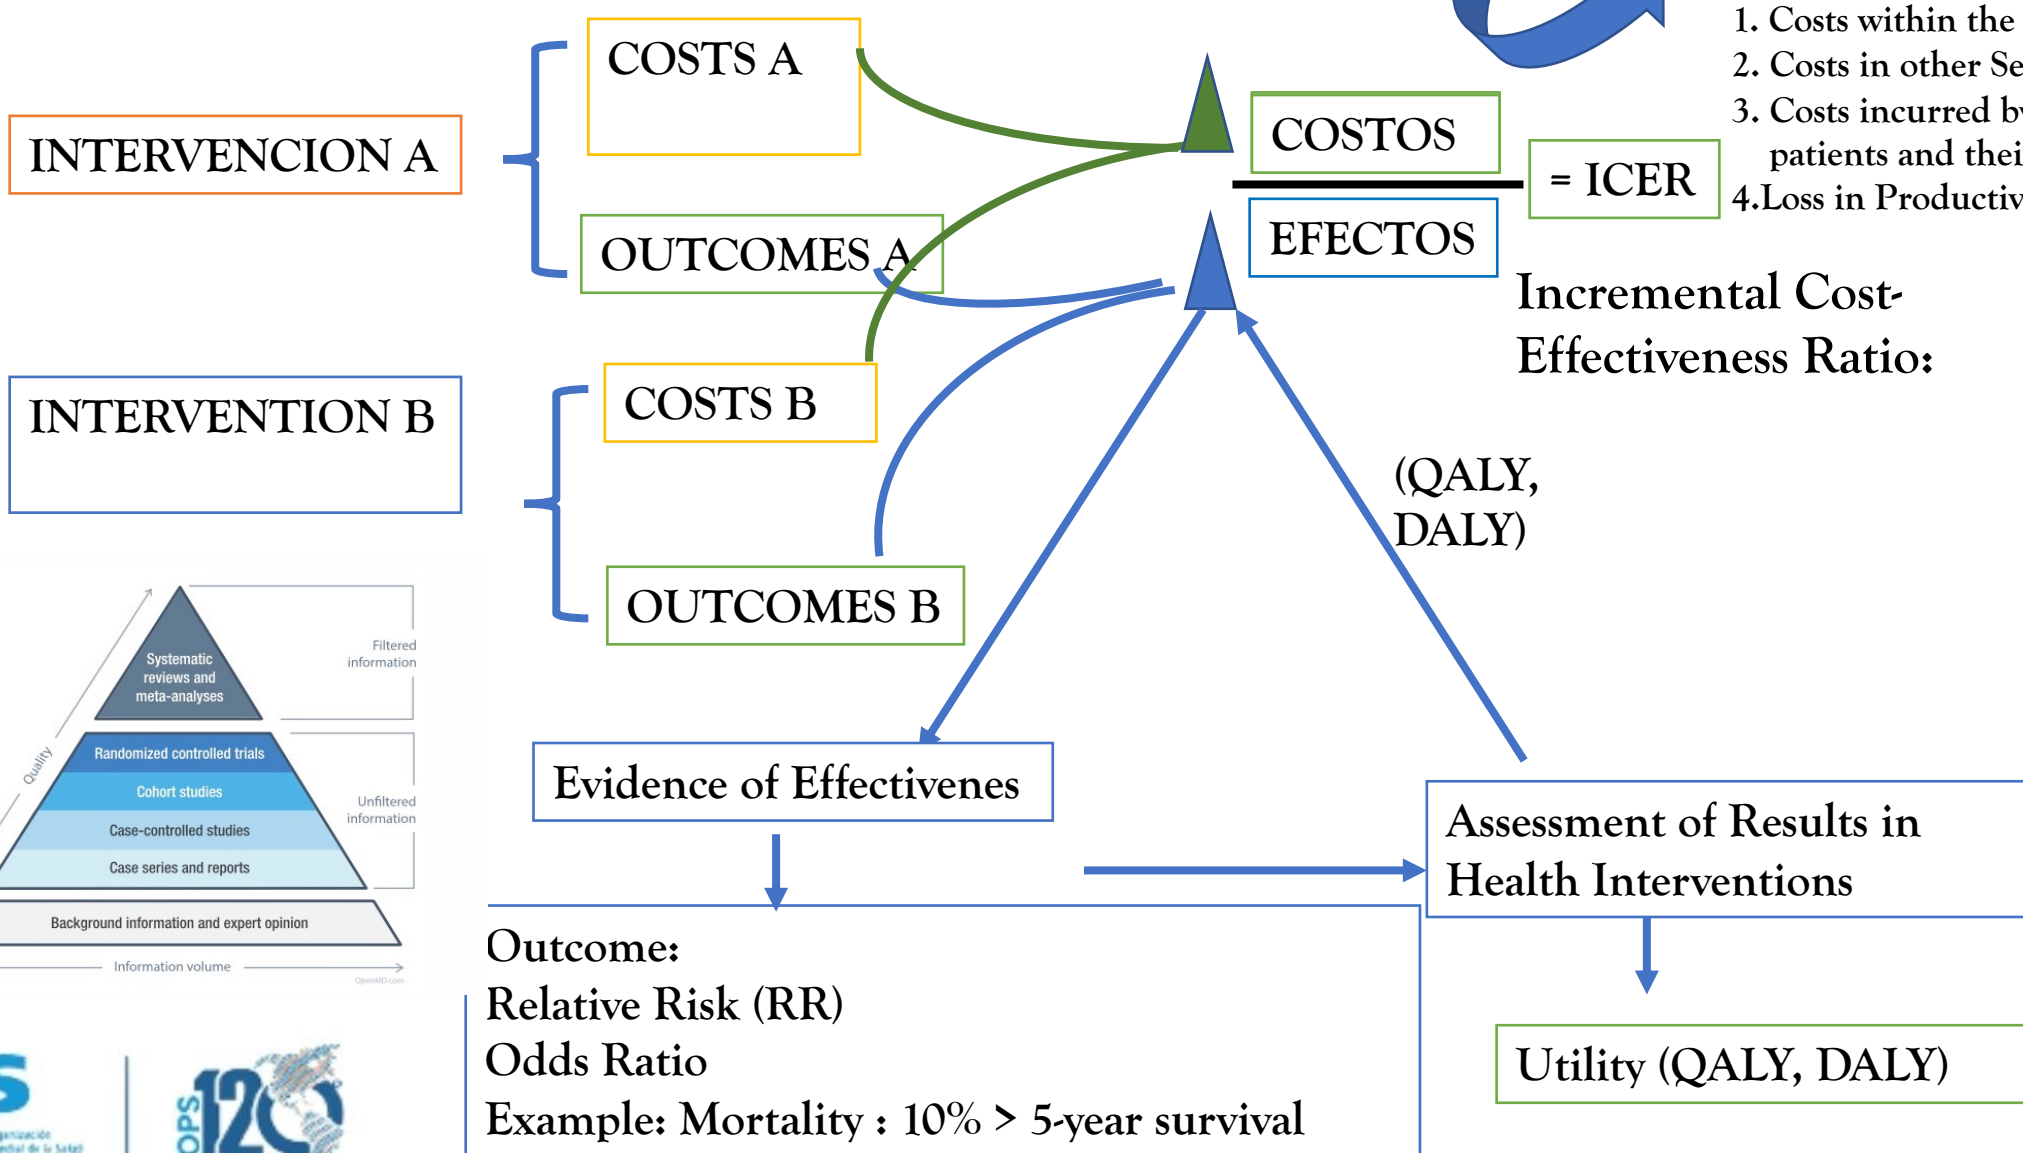 COSTS A
INTERVENCION A
OUTCOMES A
COSTOS
EFECTOS
= ICER
1. Costs within the
2. Costs in other Se
3. Costs incurred by
patients and thei
4.Loss in Productiv
Incremental Cost-
Effectiveness Ratio:
INTERVENTION B
COSTS B
OUTCOMES B
(QALY,
DALY)
Systematic
reviews and
meta-analyses
Filtered
information
Quality
Randomized controlled trials
Cohort studies
Case-controlled studies
Case series and reports
Unfiltered
information
Background information and expert opinion
Information volume
OpenMD.com
Evidence of Effectivenes
Assessment of Results in
Health Interventions
Outcome:
Relative Risk (RR)
Odds Ratio
Example: Mortality : 10% > 5-year survival
Utility (QALY, DALY)
S
OPS
120